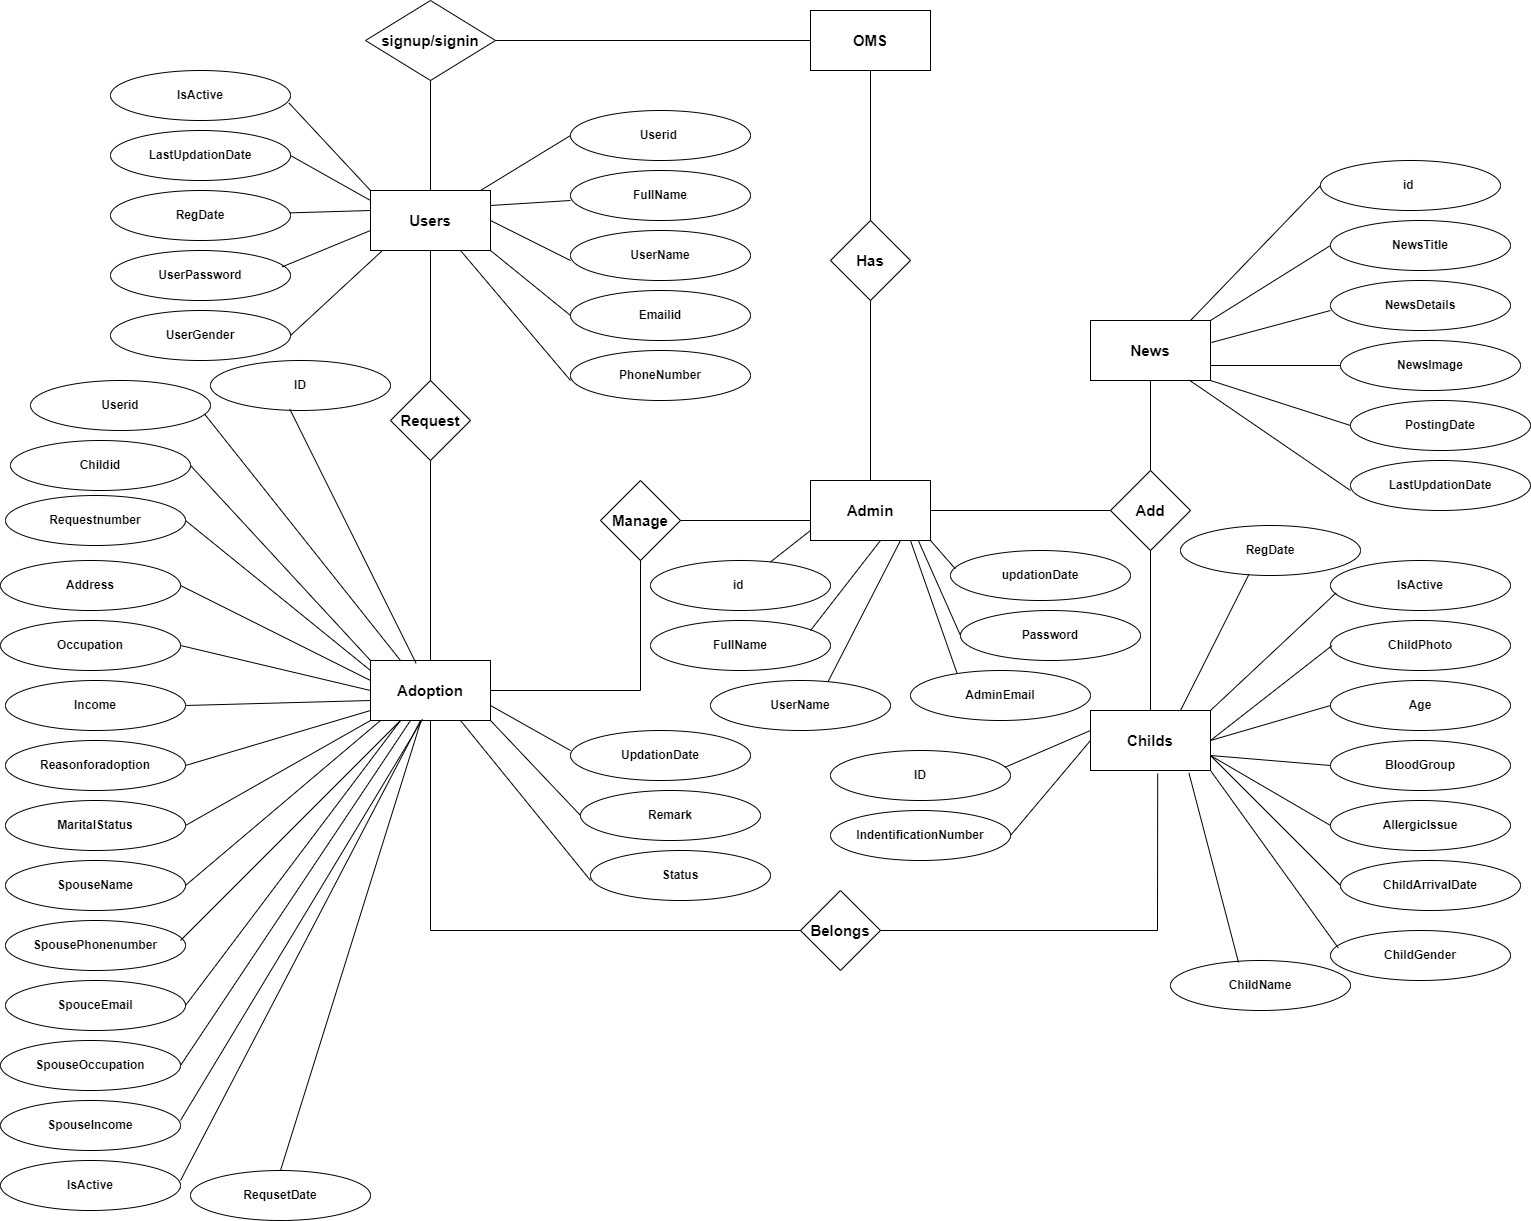 signup/signin
OMS
IsActive
LastUpdationDate
RegDate
UserPassword
UserGender
Users
Userid
FullName
UserName
Emailid
PhoneNumber
Has
id
NewsTitle
NewsDetails
NewsImage
PostingDate
LastUpdationDate
News
ID
Userid
Request
Childid
Requestnumber
Address
Occupation
Income
Reasonforadoption
MaritalStatus
SpouseName
SpousePhonenumber
SpouceEmail
SpouseOccupation
SpouseIncome
IsActive
RequsetDate
Adoption
UpdationDate
Remark
Status
Manage
Admin
Add
id
FullName
UserName
updationDate
Password
AdminEmail
RegDate
IsActive
ChildPhoto
Age
BloodGroup
AllergicIssue
ChildArrivalDate
ChildGender
ChildName
Childs
ID
IndentificationNumber
Belongs